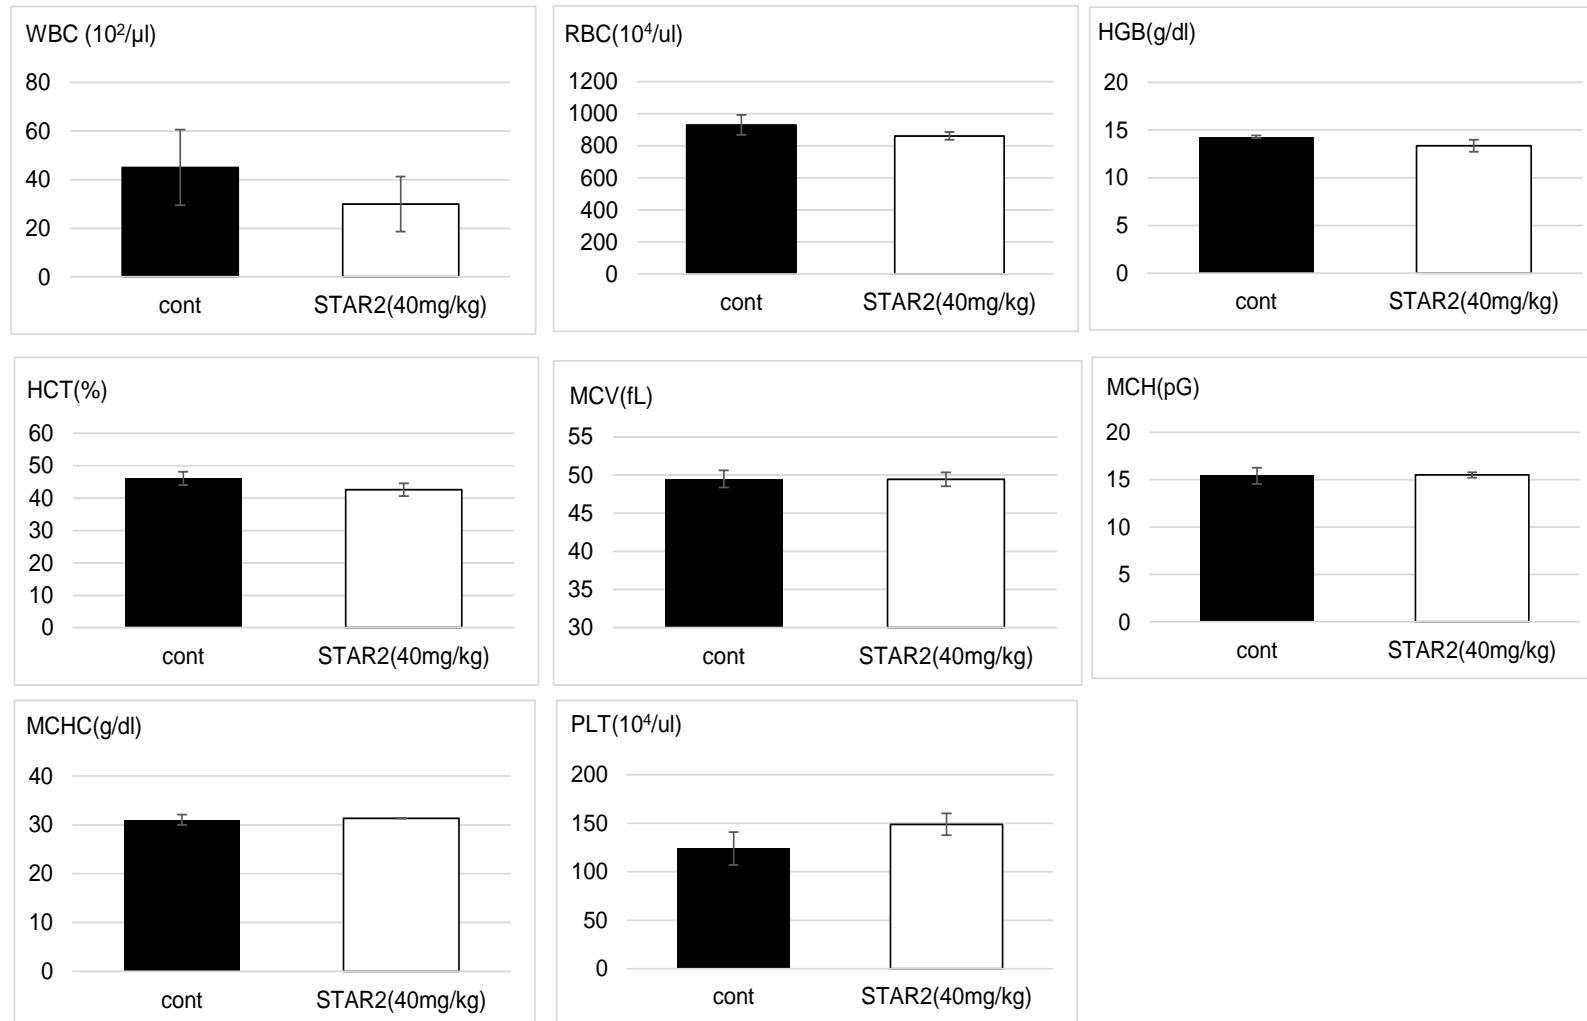 WBC (10²/µl)
80
60
40
20
0
cont STAR2(40mg/kg)
RBC(10⁴/ul)
1200
1000
800
600
400
200
0
cont STAR2(40mg/kg)
HGB(g/dl)
20
15
10
5
0
cont STAR2(40mg/kg)
HCT(%)
60
50
40
30
20
10
0
cont STAR2(40mg/kg)
MCV(fL)
55
50
45
40
35
30
cont STAR2(40mg/kg)
MCH(pG)
20
15
10
5
0
cont STAR2(40mg/kg)
MCHC(g/dl)
40
30
20
10
0
cont STAR2(40mg/kg)
PLT(10⁴/ul)
200
150
100
50
0
cont STAR2(40mg/kg)